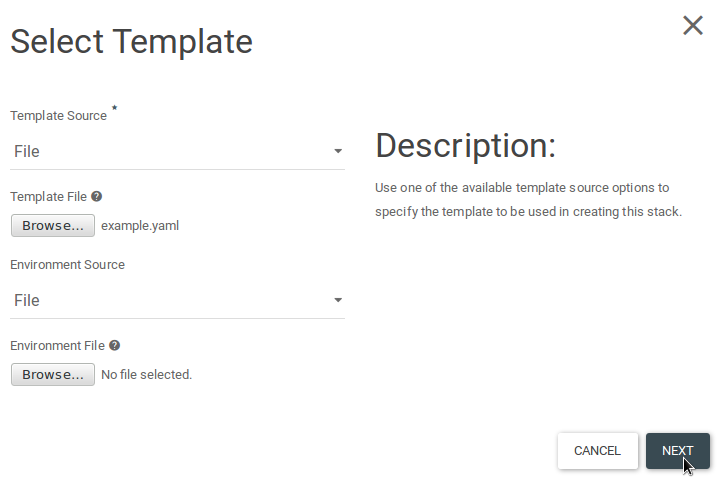 Select Template
Template Source *
File
Template File ?
Browse... example.yaml
Environment Source
File
Environment File ?
Browse... No file selected.
Description:
Use one of the available template source options to
specify the template to be used in creating this stack.
CANCEL NEXT